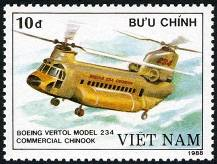 10đ
BƯU CHÍNH
BOEING VERTOL MODEL 234
COMMERCIAL CHINOOK
VIỆT NAM
1988